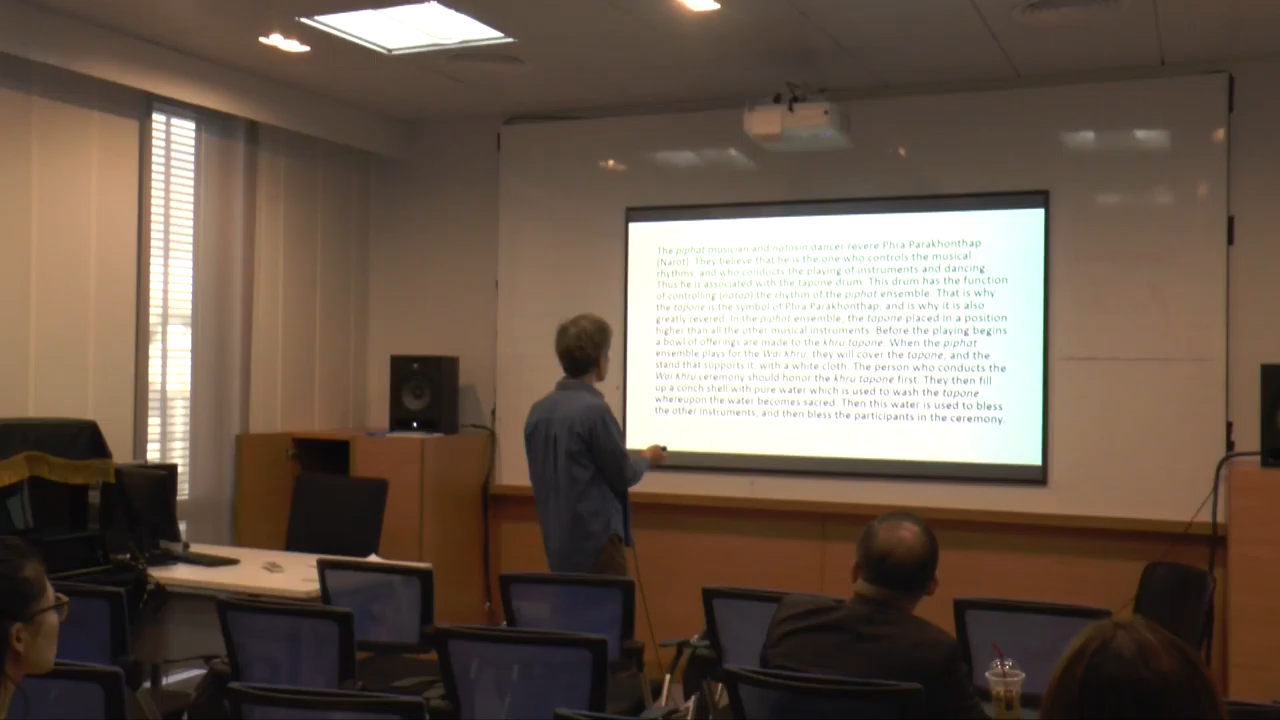 The piphat musician and natasin dancer revere Phra Parakhonthap
(Narot). They believe that he is the one who controls the musical
rhythms, and who conducts the playing of instruments and dancing
Thus he is associated with the tapone drum. This drum has the function
of controlling (natap) the rhythm of the piphat ensemble. That is why
the tapone is the symbol of Phra Parakhonthap, and is why it is also
greatly revered. In the piphat ensemble, the tapone placed in a position
higher than all the other musical instruments. Before the playing begins
a bowl of offerings are made to the khru tapone. When the piphat
ensemble plays for the Wai Khru, they will cover the tapone, and the
stand that supports it, with a white cloth. The person who conducts the
Wai Khru ceremony should honor the khru tapone first. They then fill
up a conch shell with pure water which is used to wash the tapone
whereupon the water becomes sacred. Then this water is used to bless
the other instruments, and then bless the participants in the ceremony.